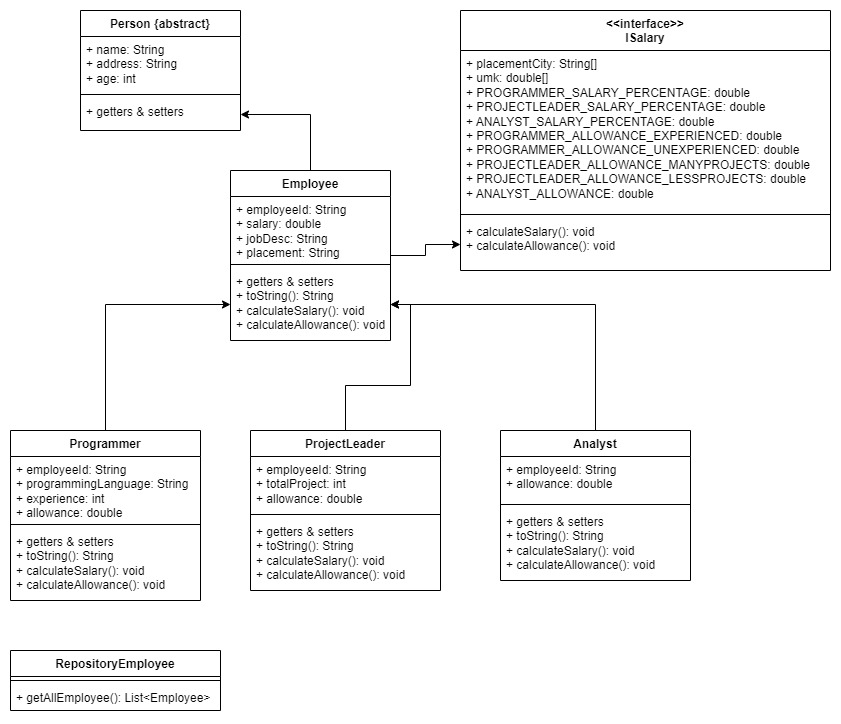 Person {abstract}
+ name: String
+ address: String
+ age: int
+ getters & setters
<<interface>>
ISalary
+ placementCity: String[]
+ umk: double[]
+ PROGRAMMER_SALARY_PERCENTAGE: double
+ PROJECTLEADER_SALARY_PERCENTAGE: double
+ ANALYST_SALARY_PERCENTAGE: double
+ PROGRAMMER_ALLOWANCE_EXPERIENCED: double
+ PROGRAMMER_ALLOWANCE_UNEXPERIENCED: double
+ PROJECTLEADER_ALLOWANCE_MANYPROJECTS: double
+ PROJECTLEADER_ALLOWANCE_LESSPROJECTS: double
+ ANALYST_ALLOWANCE: double
+ calculateSalary(): void
+ calculateAllowance(): void
Employee
+ employeeId: String
+ salary: double
+ jobDesc: String
+ placement: String
+ getters & setters
+ toString(): String
+ calculateSalary(): void
+ calculateAllowance(): void
Programmer
+ employeeId: String
+ programmingLanguage: String
+ experience: int
+ allowance: double
+ getters & setters
+ toString(): String
+ calculateSalary(): void
+ calculateAllowance(): void
ProjectLeader
+ employeeId: String
+ totalProject: int
+ allowance: double
+ getters & setters
+ toString(): String
+ calculateSalary(): void
+ calculateAllowance(): void
Analyst
+ employeeId: String
+ allowance: double
+ getters & setters
+ toString(): String
+ calculateSalary(): void
+ calculateAllowance(): void
RepositoryEmployee
+ getAllEmployee(): List<Employee>